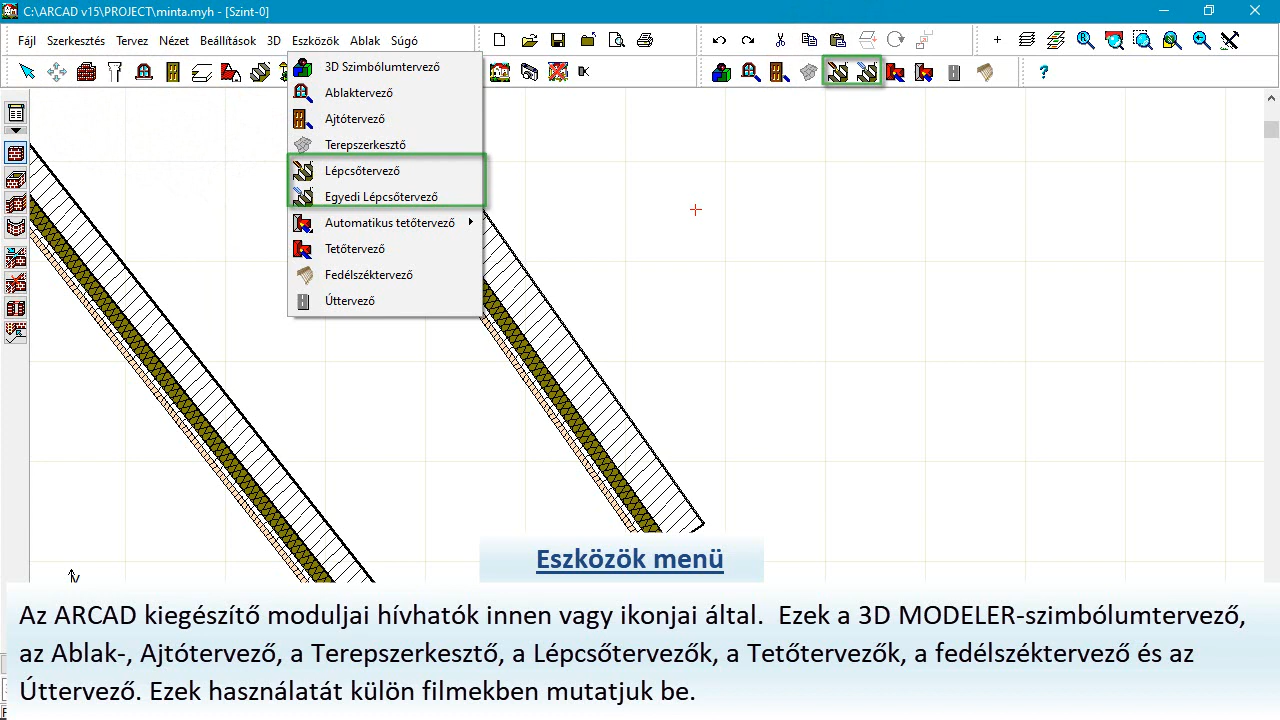 C:\ARCAD v15\PROJECT\minta.myh - [Szint-0]
Fájl Szerkesztés Tervez Nézet Beállítások 3D Eszközök Ablak Súgó
3D Szimbólumtervező
Ablaktervező
Ajtótervező
Terepszerkesztő
Lépcsőtervező
Egyedi Lépcsőtervező
Automatikus tetőtervező
Tetőtervező
Fedélszéktervező
Úttervező
Eszközök menü
Az ARCAD kiegészítő moduljai hívhatók innen vagy ikonjai által. Ezek a 3D MODELER-szimbólumtervező,
az Ablak-, Ajtótervező, a Terepszerkesztő, a Lépcsőtervezők, a Tetőtervezők, a fedélszéktervező és az
Úttervező. Ezek használatát külön filmekben mutatjuk be.